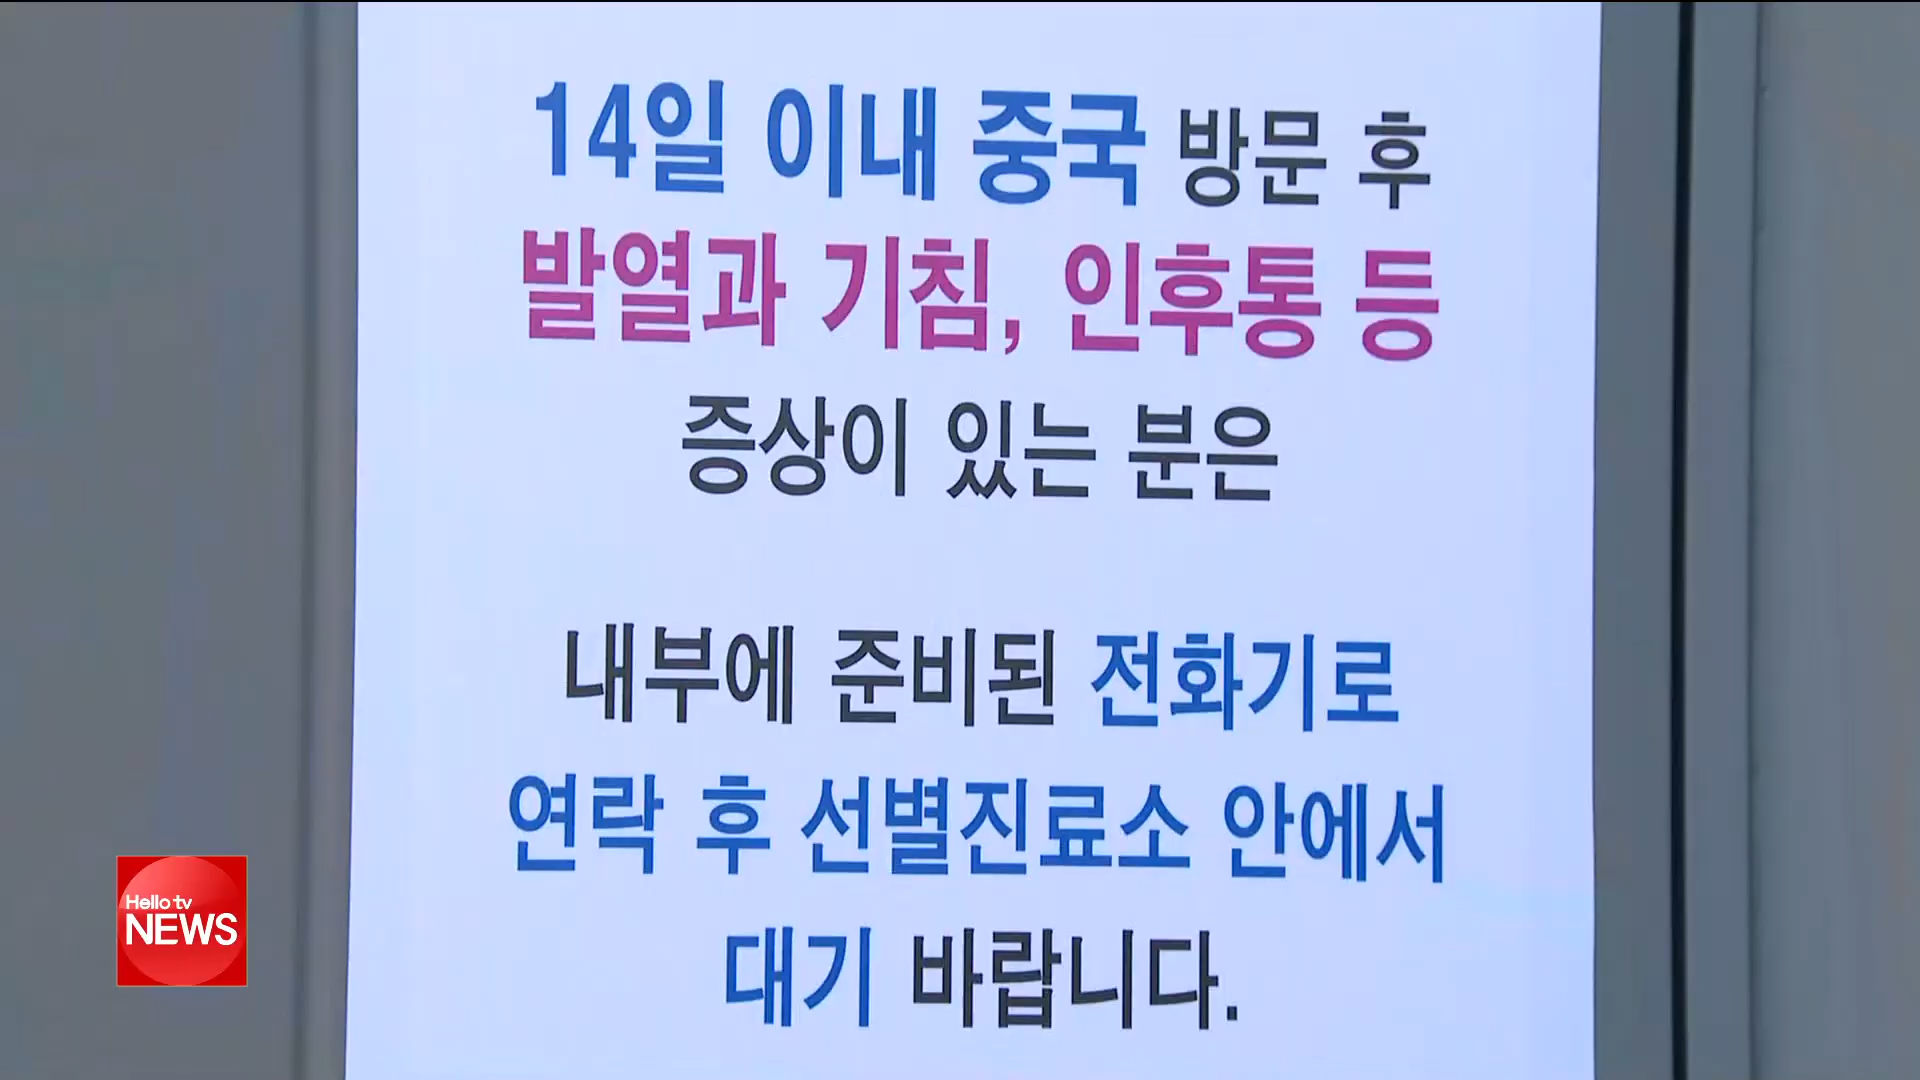 14일 이내 중국 방문 후
발열과 기침, 인후통 등
증상이 있는 분은
내부에 준비된 전화기로
연락 후 선별진료소 안에서
대기 바랍니다.
Hello tv
NEWS